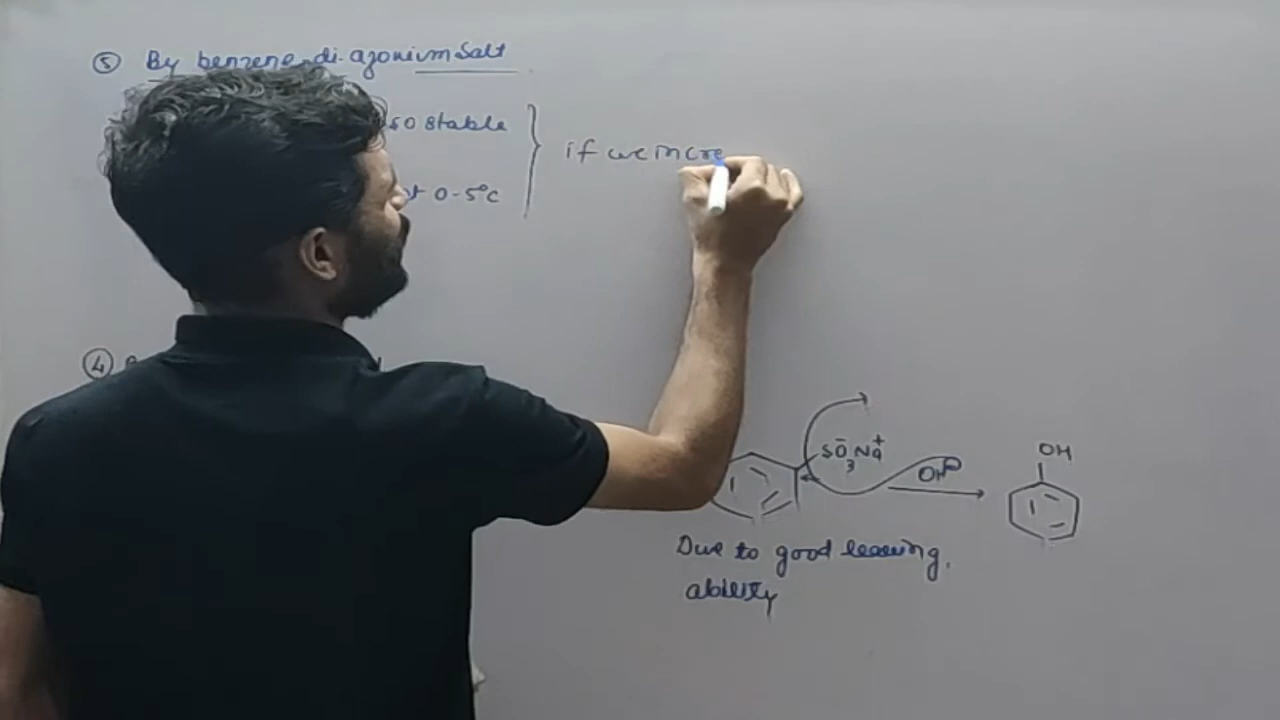 ⑤ By benzene di-azonium Salt
so stable
0-5°C
if we incre
④
SO₃⁻Na⁺
OH⁻
OH
Due to good leaving
ability